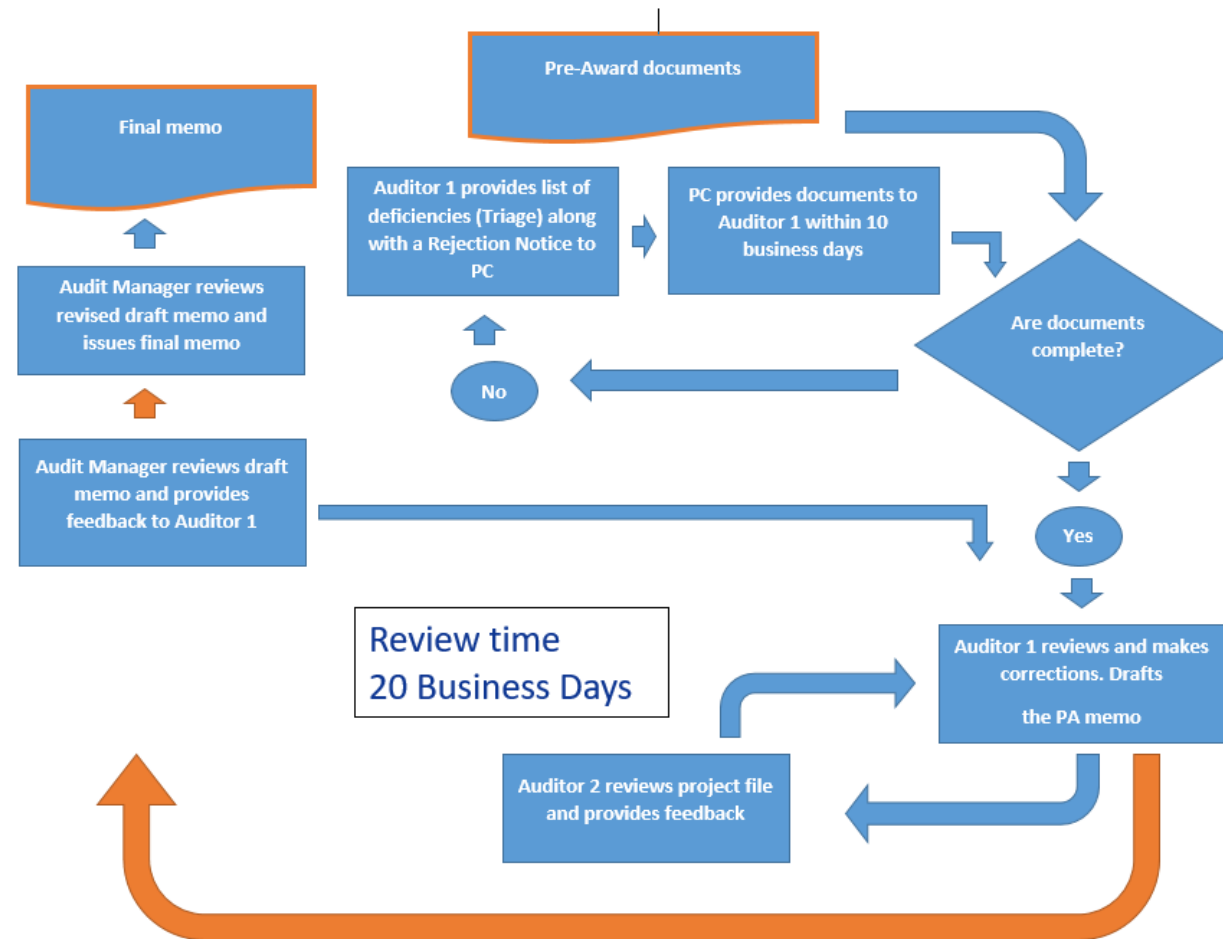 Pre-Award documents
Final memo
Auditor 1 provides list of
deficiencies (Triage) along
with a Rejection Notice to
PC
PC provides documents to
Auditor 1 within 10
business days
Are documents
complete?
No
Yes
Audit Manager reviews
revised draft memo and
issues final memo
Audit Manager reviews draft
memo and provides
feedback to Auditor 1
Review time
20 Business Days
Auditor 1 reviews and makes
corrections. Drafts
the PA memo
Auditor 2 reviews project file
and provides feedback